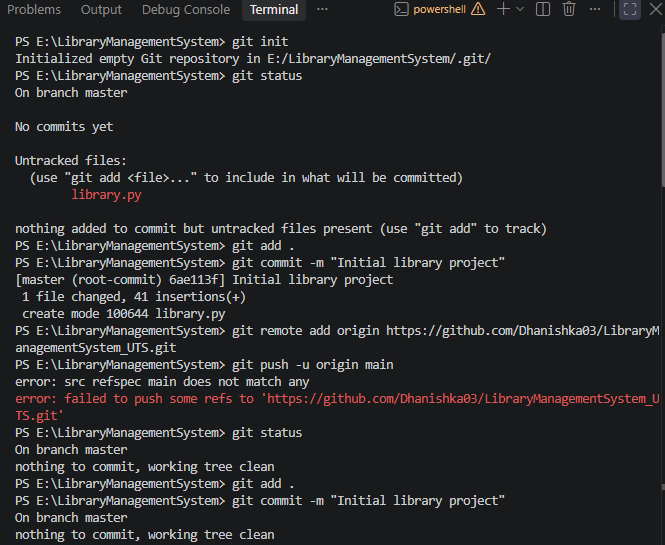 Problems Output Debug Console Terminal ··· powershell
PS E:\LibraryManagementSystem> git init
Initialized empty Git repository in E:/LibraryManagementSystem/.git/
PS E:\LibraryManagementSystem> git status
On branch master
No commits yet
Untracked files:
(use "git add <file>..." to include in what will be committed)
library.py
nothing added to commit but untracked files present (use "git add" to track)
PS E:\LibraryManagementSystem> git add .
PS E:\LibraryManagementSystem> git commit -m "Initial library project"
[master (root-commit) 6ae113f] Initial library project
1 file changed, 41 insertions(+)
create mode 100644 library.py
PS E:\LibraryManagementSystem> git remote add origin https://github.com/Dhanishka03/LibraryM
anagementSystem_UTS.git
PS E:\LibraryManagementSystem> git push -u origin main
error: src refspec main does not match any
error: failed to push some refs to 'https://github.com/Dhanishka03/LibraryManagementSystem_U
TS.git'
PS E:\LibraryManagementSystem> git status
On branch master
nothing to commit, working tree clean
PS E:\LibraryManagementSystem> git add .
PS E:\LibraryManagementSystem> git commit -m "Initial library project"
On branch master
nothing to commit, working tree clean